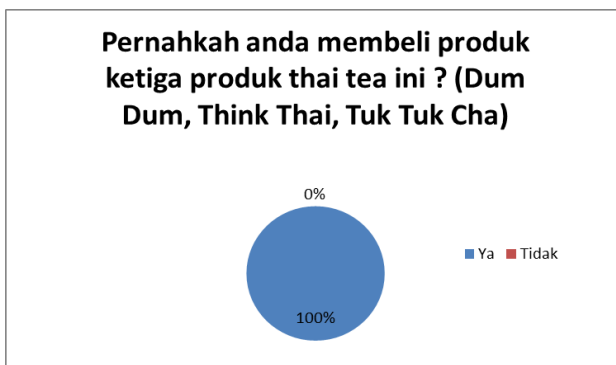 Pernahkah anda membeli produk
ketiga produk thai tea ini ? (Dum
Dum, Think Thai, Tuk Tuk Cha)
0%
Ya Tidak
100%